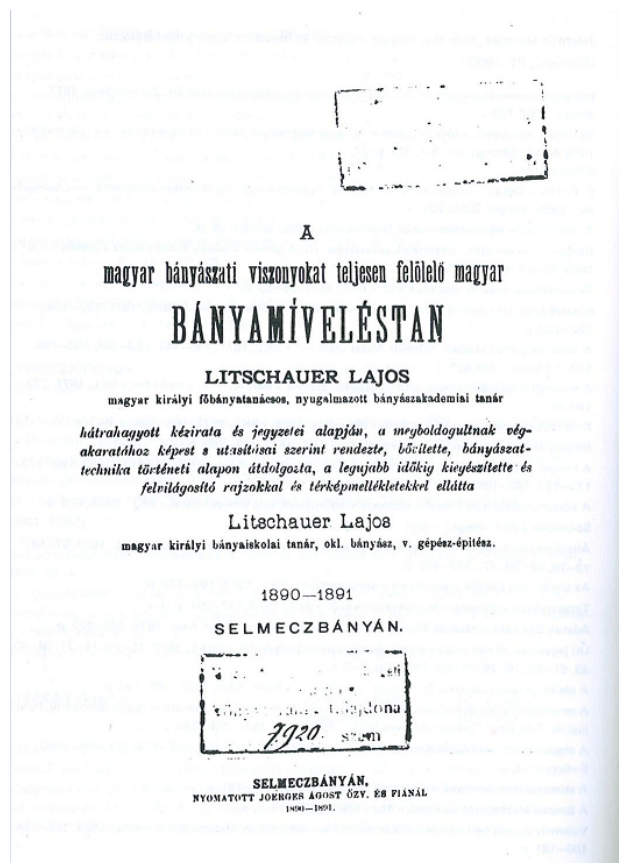 A
magyar bányászati viszonyokat teljesen felölelő magyar
BÁNYAMÍVELÉSTAN
LITSCHAUER LAJOS
magyar királyi főbányatanácsos, nyugalmazott bányászakademiai tanár
hátrahagyott kézirata és jegyzetei alapján, a megboldogultnak vég-
akaratához képest s utasításai szerint rendezte, bővítette, bányászat-
technika történeti alapon átdolgozta, a legujabb időkig kiegészítette és
felvilágosító rajzokkal és térképmellékletekkel ellátta
Litschauer Lajos
magyar királyi bányaiskolai tanár, okl. bányász, v. gépész-épitész.
1890—1891
SELMECZBÁNYÁN.
tulajdona
7920. szám
SELMECZBÁNYÁN,
NYOMATOTT JOERGES ÁGOST ÖZV. ÉS FIÁNÁL
1890—1891.